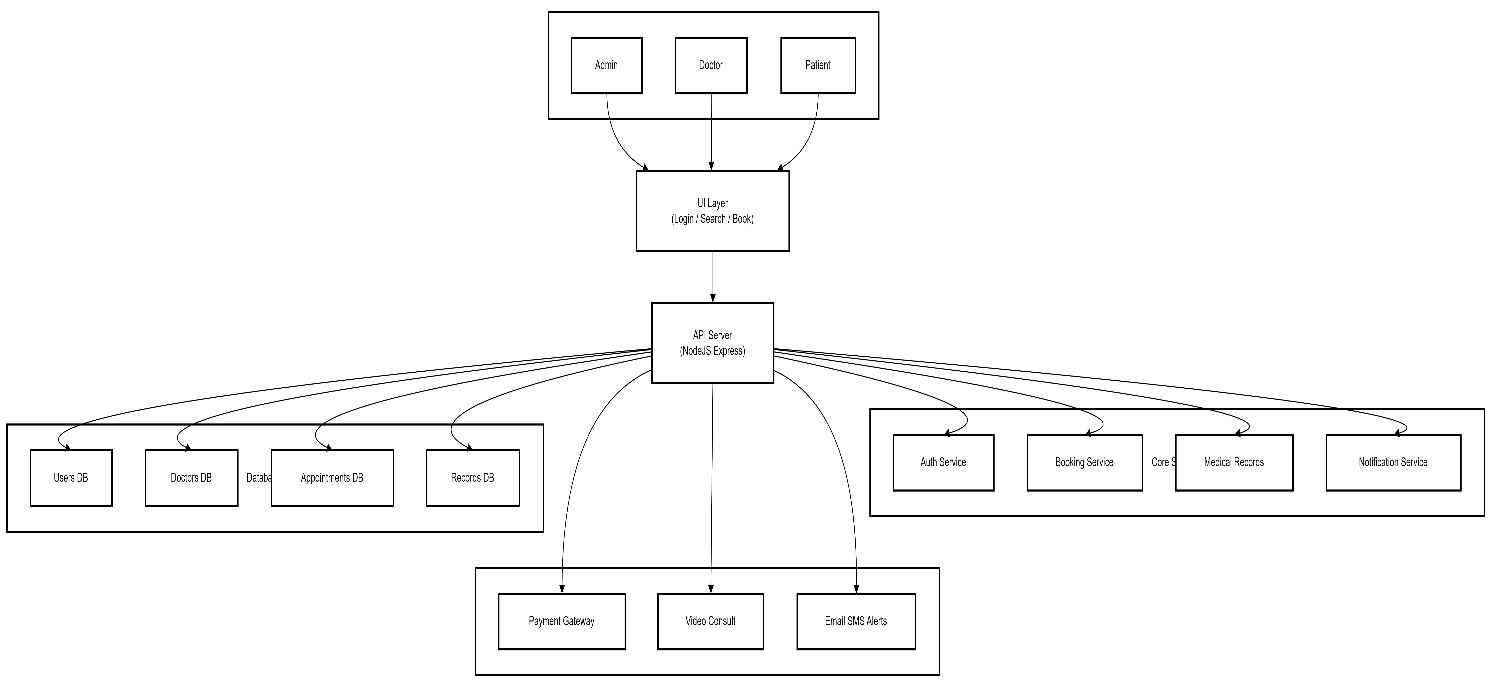 Admin
Doctor
Patient
UI Layer
(Login / Search / Book)
API Server
(NodeJS Express)
Users DB
Doctors DB
Appointments DB
Records DB
Auth Service
Booking Service
Core S
Medical Records
Notification Service
Payment Gateway
Video Consult
Email SMS Alerts